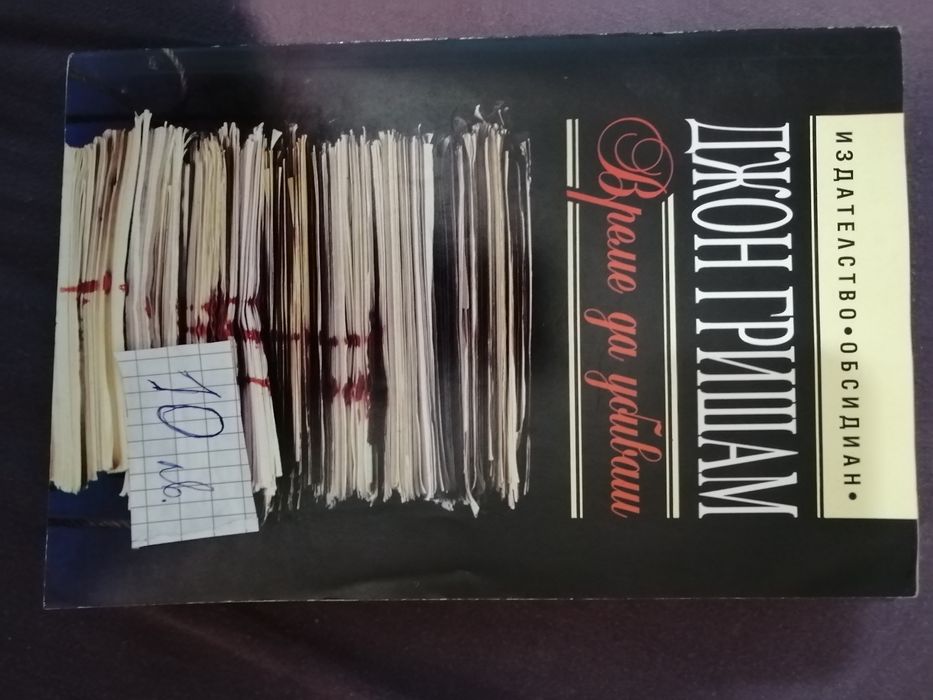 ИЗДАТЕЛСТВО • ОБСИДИАН •
ДЖОН ГРИШАМ
Време да убиваш
10 лв.